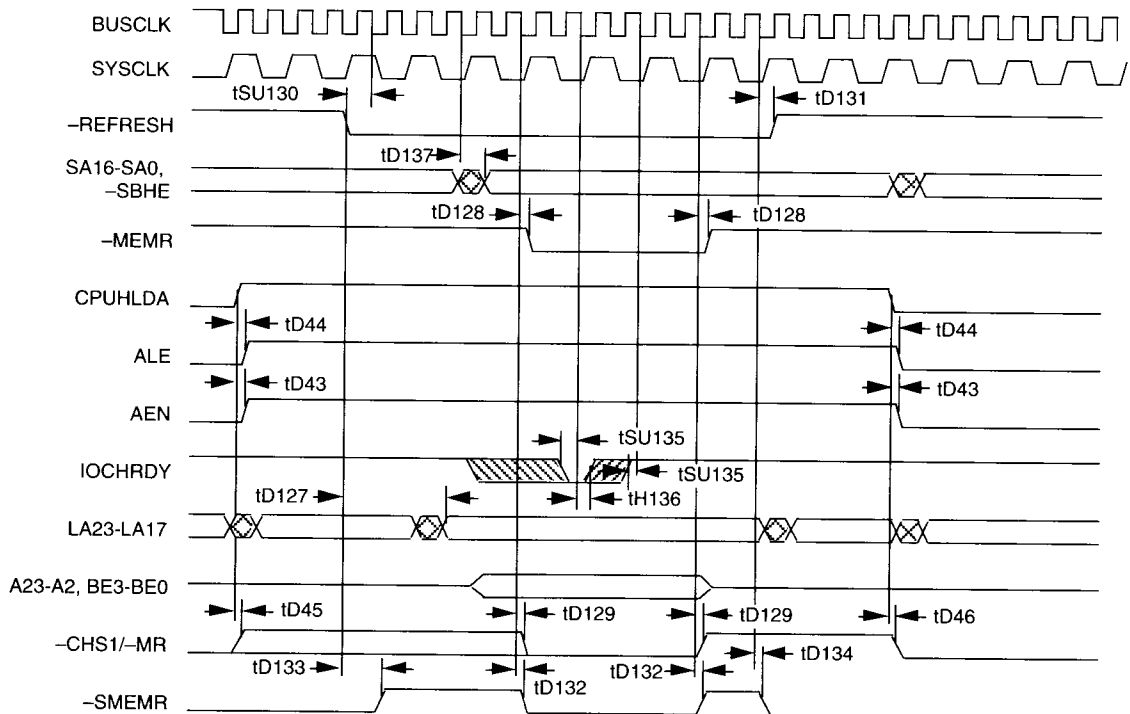 BUSCLK
SYSCLK
tSU130
tD131
–REFRESH
tD137
SA16-SA0,
–SBHE
tD128
tD128
–MEMR
CPUHLDA
tD44
tD44
ALE
tD43
tD43
AEN
tSU135
IOCHRDY
tSU135
tD127
tH136
LA23-LA17
A23-A2, BE3-BE0
tD45
tD129
tD129
tD46
–CHS1/–MR
tD133
tD132
tD132
tD134
–SMEMR